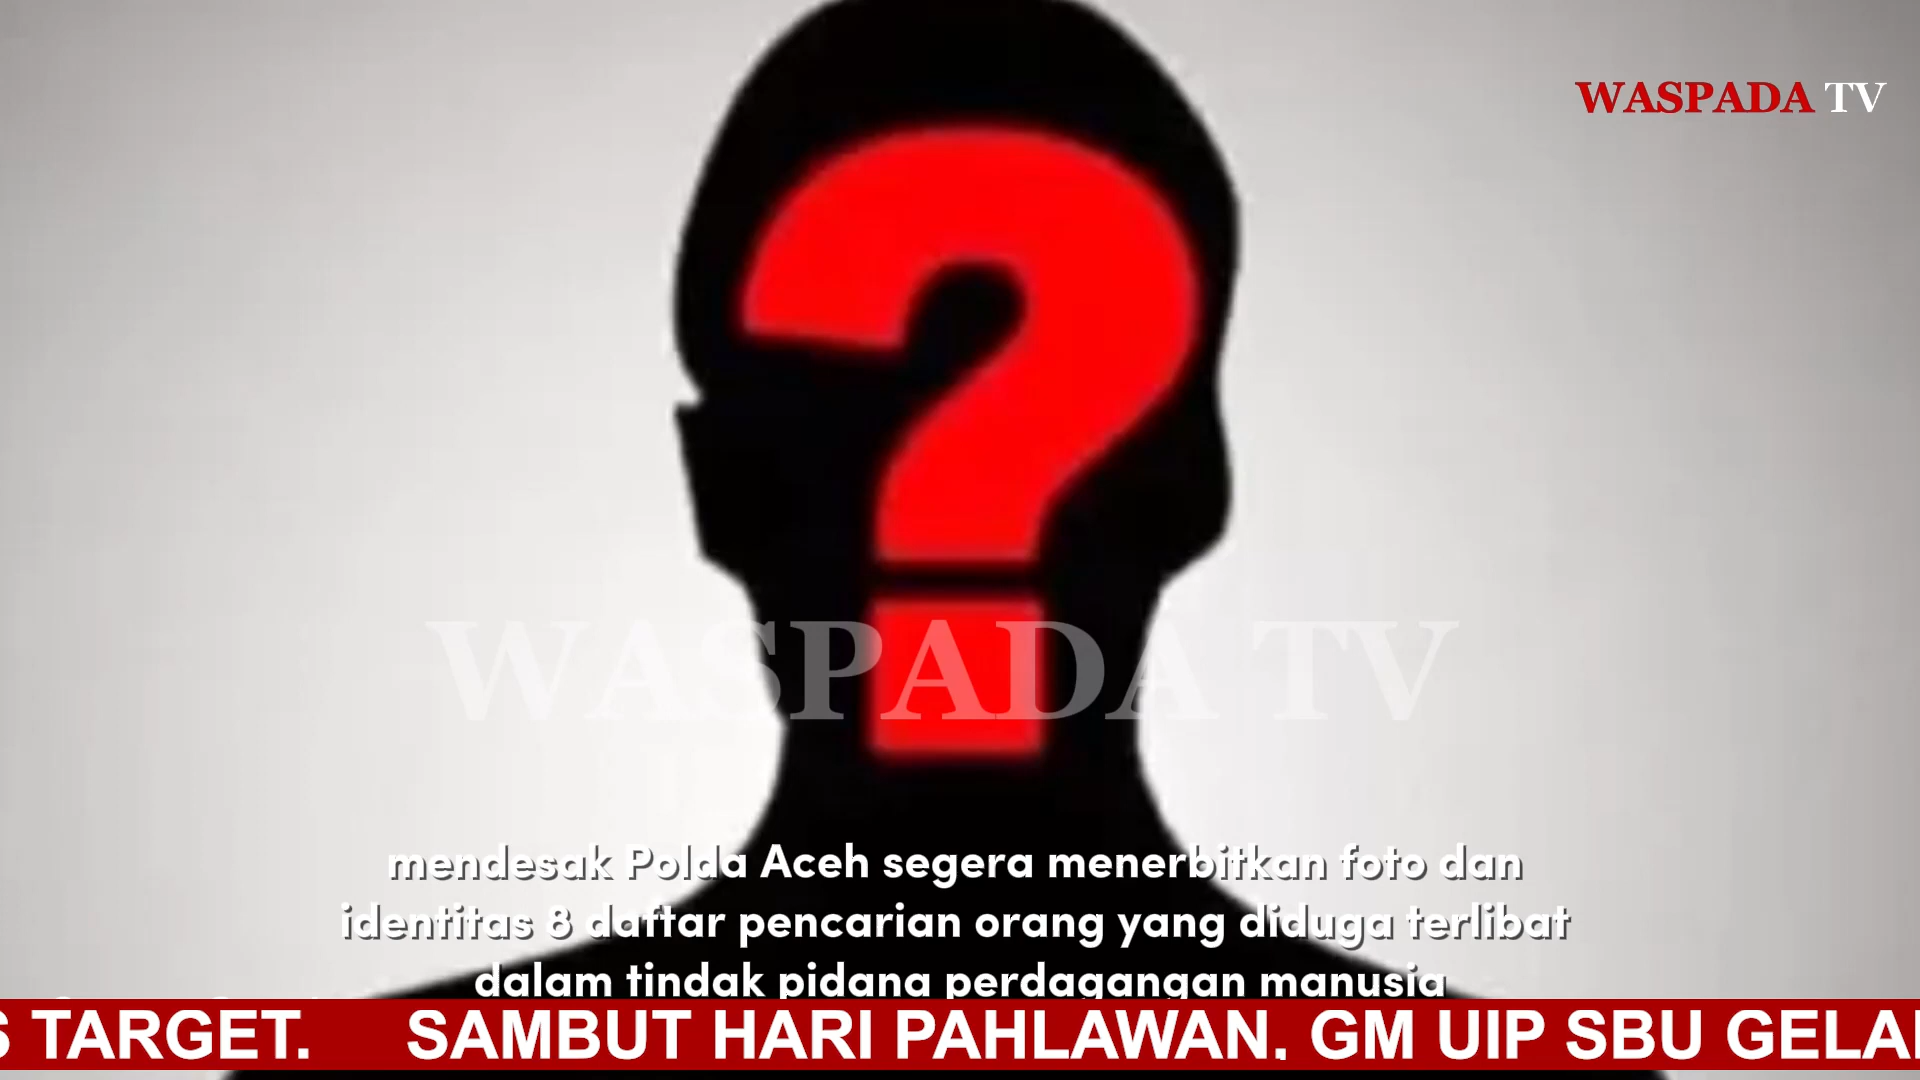 WASPADA TV
?
WASPADA TV
mendesak Polda Aceh segera menerbitkan foto dan
identitas 8 daftar pencarian orang yang diduga terlibat
dalam tindak pidana perdagangan manusia
S TARGET. SAMBUT HARI PAHLAWAN, GM UIP SBU